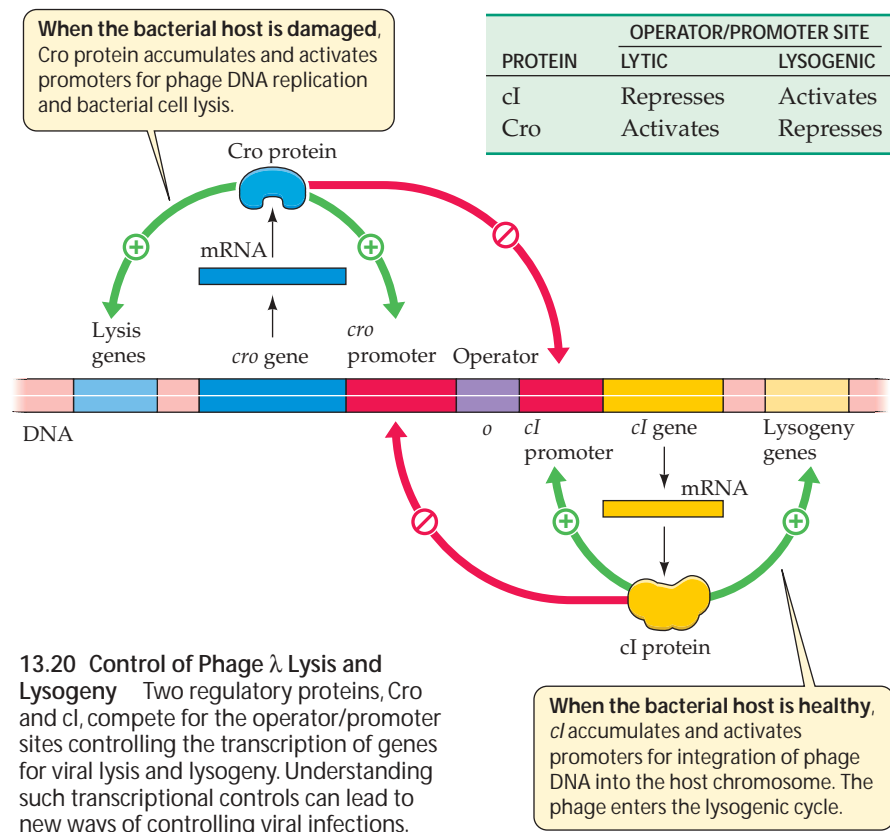 When the bacterial host is damaged,
Cro protein accumulates and activates
promoters for phage DNA replication
and bacterial cell lysis.
OPERATOR/PROMOTER SITE
PROTEIN LYTIC LYSOGENIC
cI Represses Activates
Cro Activates Represses
Cro protein
mRNA
Lysis
genes
cro gene
cro
promoter
Operator
DNA
o
cI
promoter
cI gene
Lysogeny
genes
mRNA
cI protein
13.20 Control of Phage λ Lysis and
Lysogeny Two regulatory proteins, Cro
and cI, compete for the operator/promoter
sites controlling the transcription of genes
for viral lysis and lysogeny. Understanding
such transcriptional controls can lead to
new ways of controlling viral infections.
When the bacterial host is healthy,
cI accumulates and activates
promoters for integration of phage
DNA into the host chromosome. The
phage enters the lysogenic cycle.